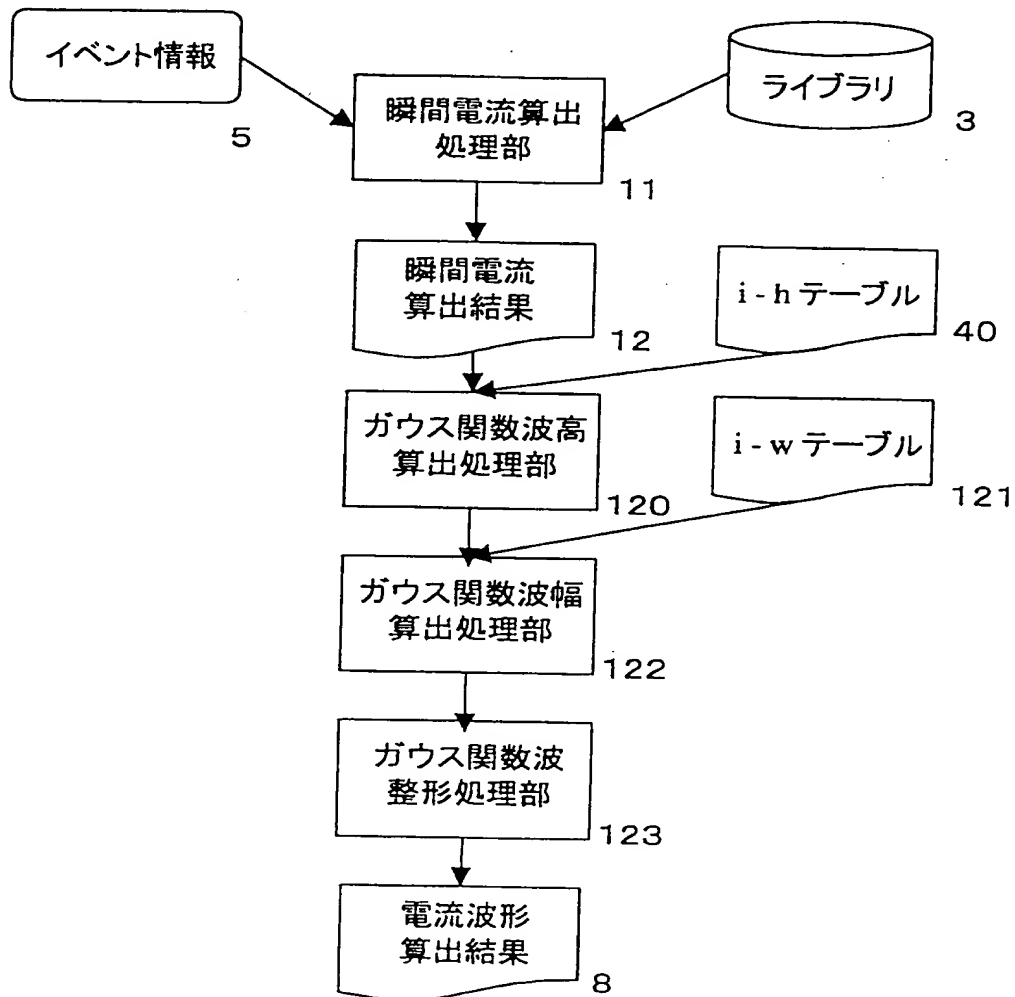 イベント情報
5
ライブラリ
3
瞬間電流算出
処理部
11
瞬間電流
算出結果
12
i-hテーブル
40
ガウス関数波高
算出処理部
120
i-wテーブル
121
ガウス関数波幅
算出処理部
122
ガウス関数波
整形処理部
123
電流波形
算出結果
8